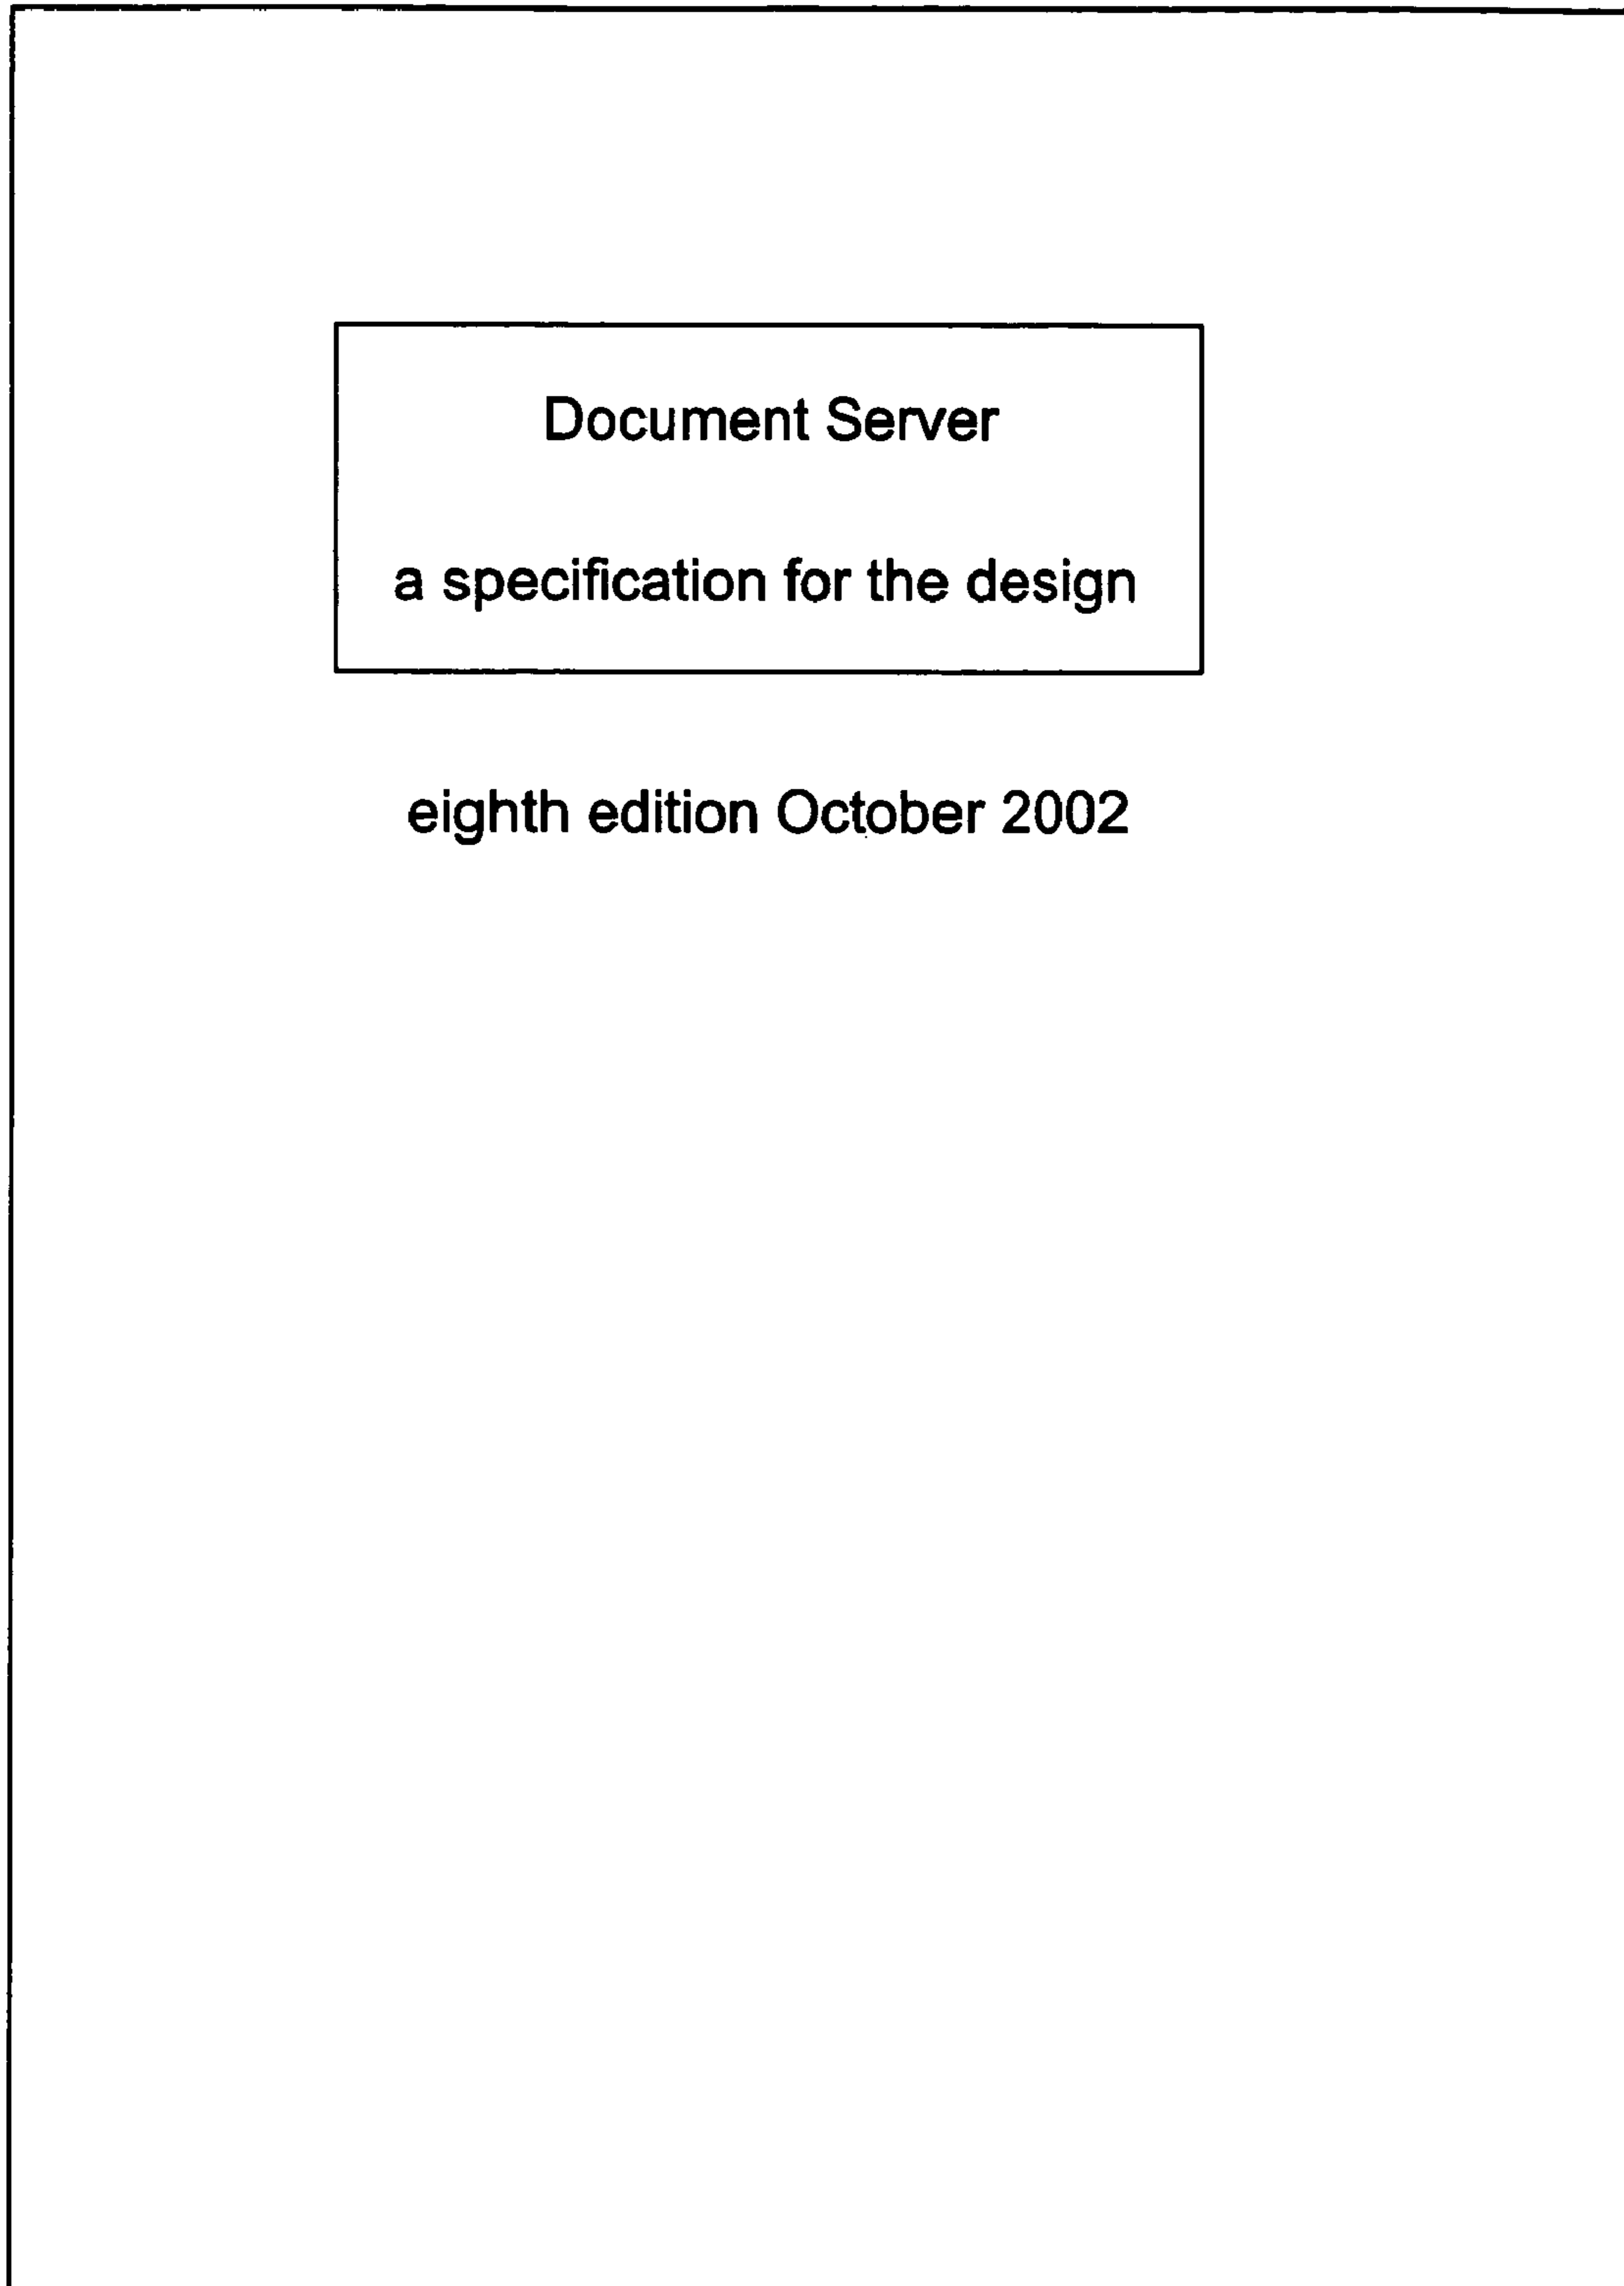 Document Server
a specification for the design
eighth edition October 2002